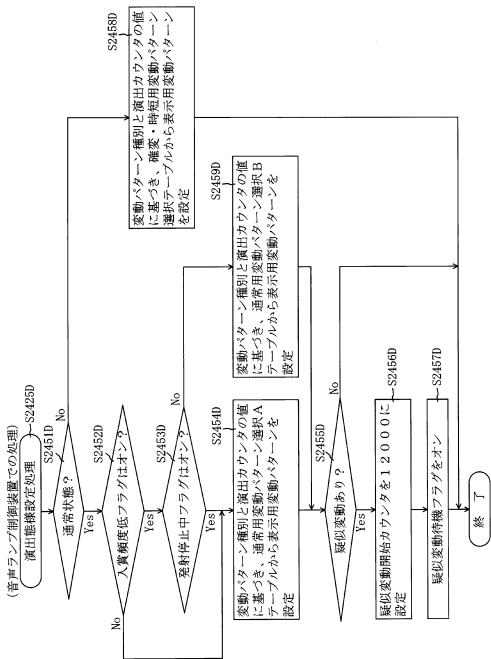 (音声ランプ制御装置での処理)
演出態様設定処理
S2425D
S2451D
通常状態?
No
Yes
S2458D
変動パターン種別と演出カウンタの値
に基づき、確変・時短用変動パターン
選択テーブルから表示用変動パターン
を設定
S2452D
入賞頻度低フラグはオン?
No
Yes
S2453D
発射停止中フラグはオン?
No
Yes
S2454D
変動パターン種別と演出カウンタの値
に基づき、通常用変動パターン選択A
テーブルから表示用変動パターンを
設定
S2459D
変動パターン種別と演出カウンタの値
に基づき、通常用変動パターン選択B
テーブルから表示用変動パターンを
設定
S2455D
疑似変動あり?
No
Yes
S2456D
疑似変動開始カウンタを12000に
設定
S2457D
疑似変動待機フラグをオン
終了